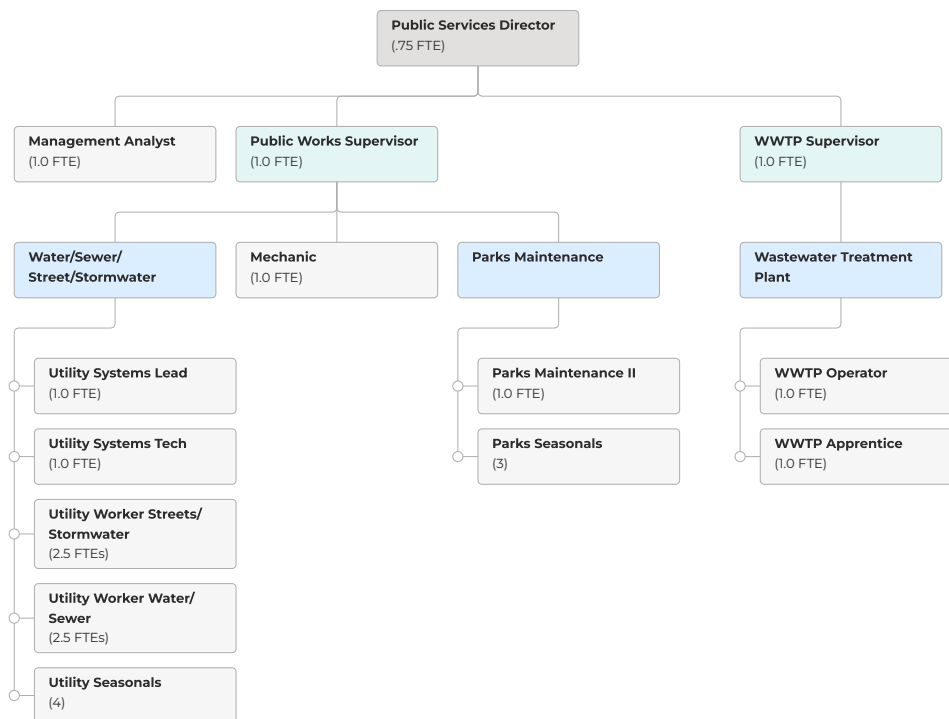 Public Services Director
(.75 FTE)
Management Analyst
(1.0 FTE)
Public Works Supervisor
(1.0 FTE)
WWTP Supervisor
(1.0 FTE)
Water/Sewer/
Street/Stormwater
Mechanic
(1.0 FTE)
Parks Maintenance
Wastewater Treatment
Plant
Utility Systems Lead
(1.0 FTE)
Utility Systems Tech
(1.0 FTE)
Utility Worker Streets/
Stormwater
(2.5 FTEs)
Utility Worker Water/
Sewer
(2.5 FTEs)
Utility Seasonals
(4)
Parks Maintenance II
(1.0 FTE)
Parks Seasonals
(3)
WWTP Operator
(1.0 FTE)
WWTP Apprentice
(1.0 FTE)